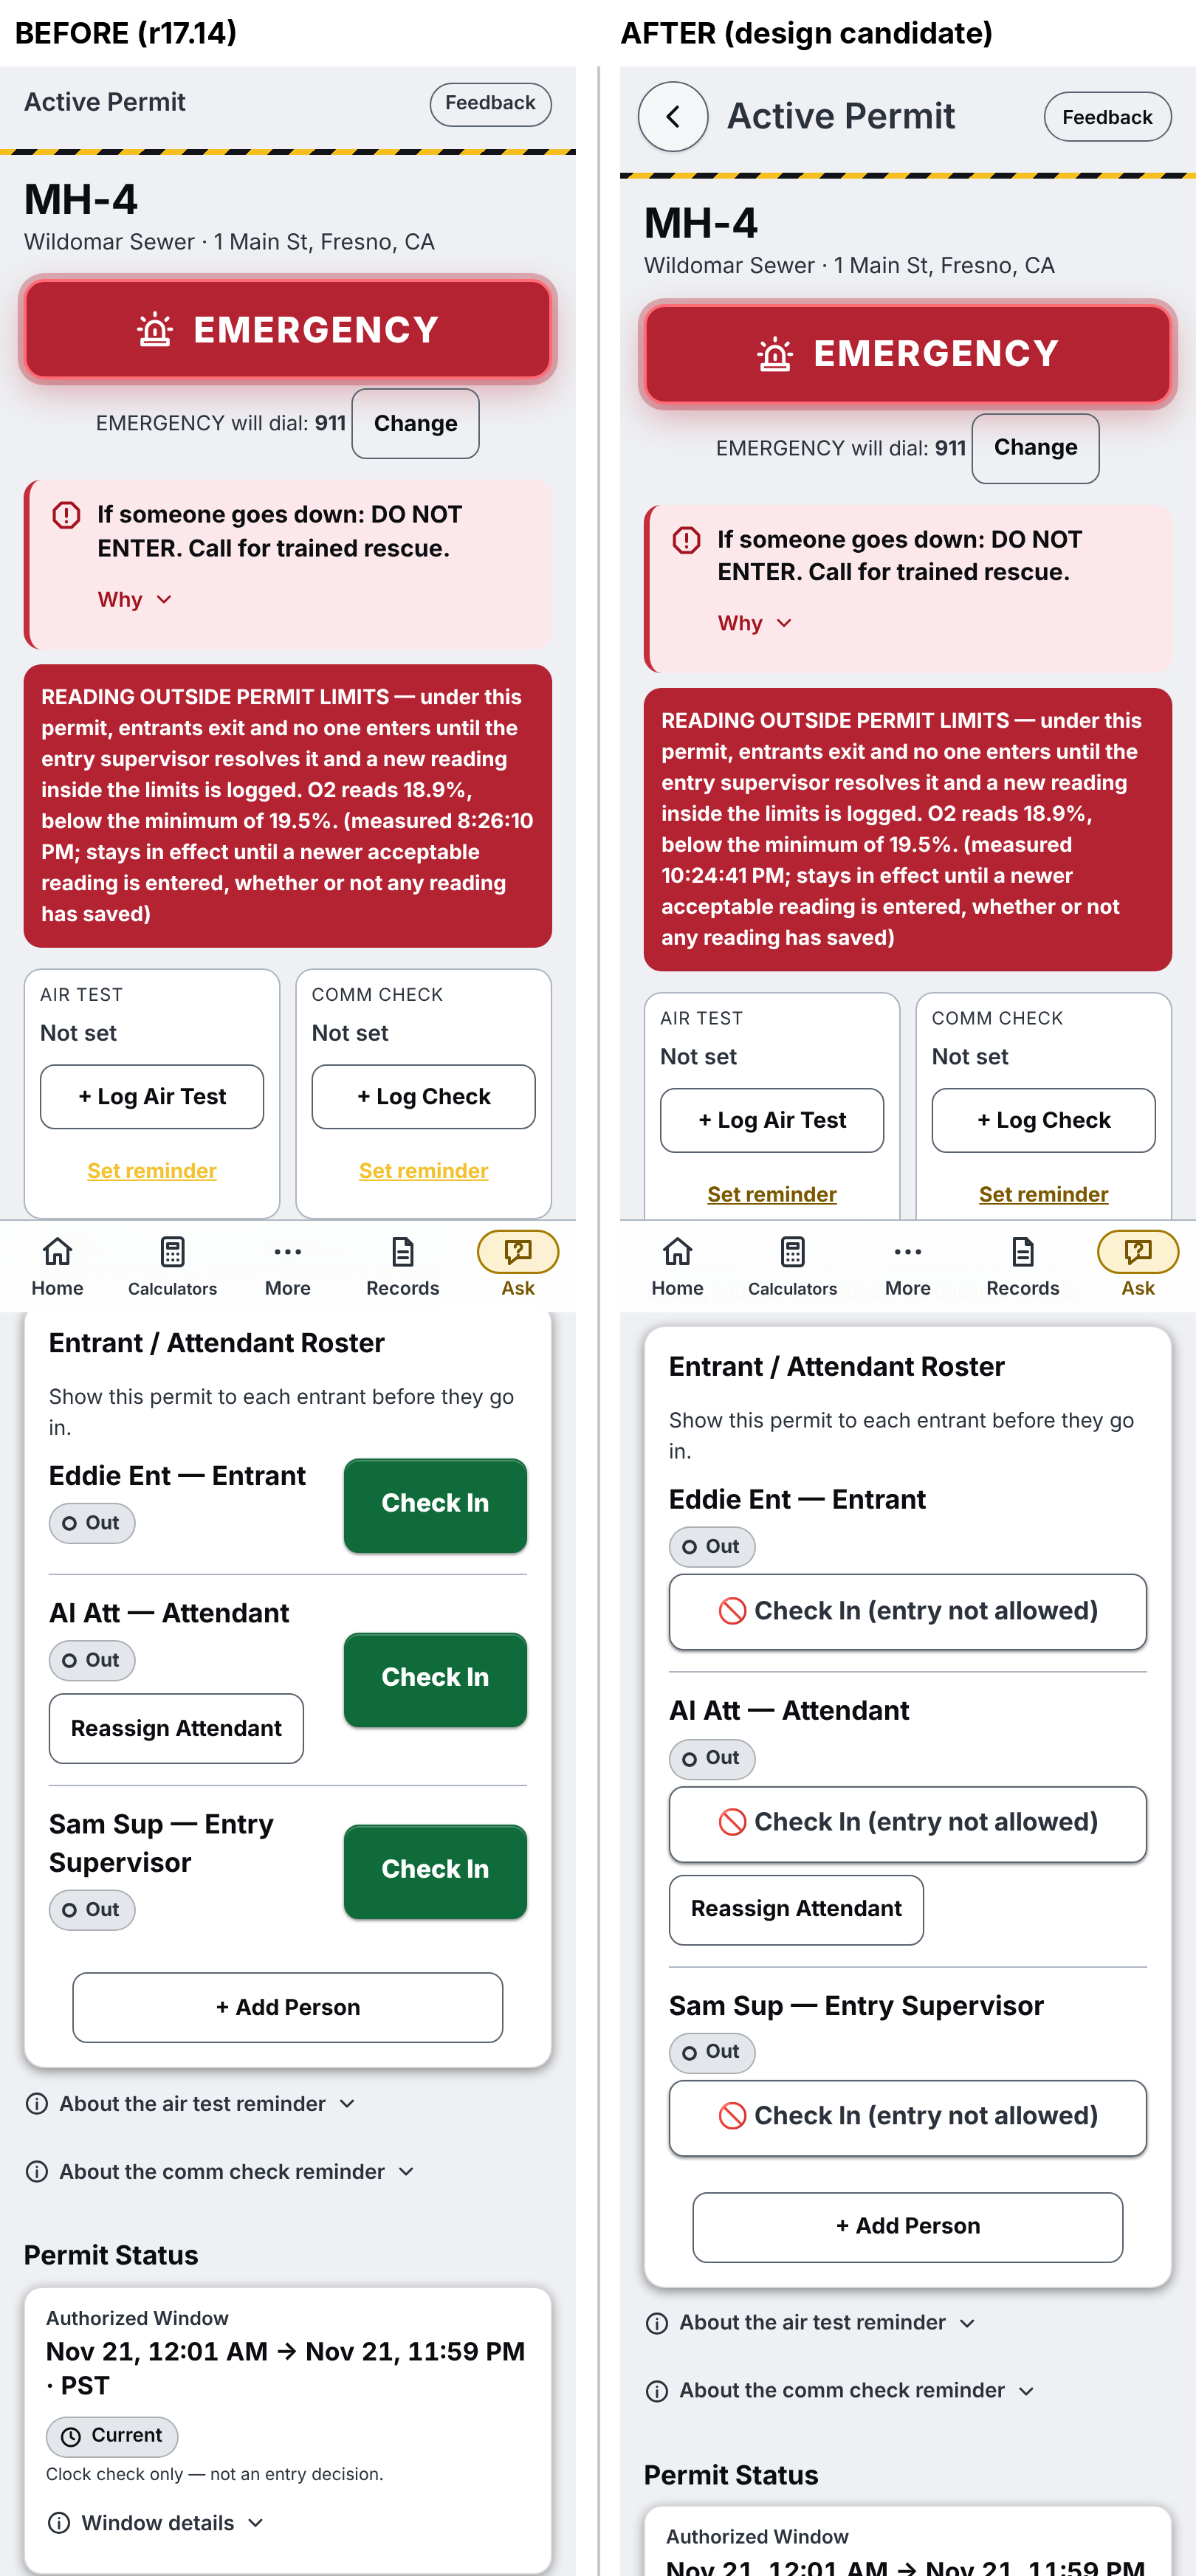 BEFORE (r17.14)
Active Permit
Feedback
MH-4
Wildomar Sewer · 1 Main St, Fresno, CA
EMERGENCY
EMERGENCY will dial: 911
Change
If someone goes down: DO NOT
ENTER. Call for trained rescue.
Why
READING OUTSIDE PERMIT LIMITS — under this
permit, entrants exit and no one enters until the
entry supervisor resolves it and a new reading
inside the limits is logged. O2 reads 18.9%,
below the minimum of 19.5%. (measured 8:26:10
PM; stays in effect until a newer acceptable
reading is entered, whether or not any reading
has saved)
AIR TEST
Not set
+ Log Air Test
Set reminder
COMM CHECK
Not set
+ Log Check
Set reminder
Home
Calculators
More
Records
Ask
Entrant / Attendant Roster
Show this permit to each entrant before they go
in.
Eddie Ent — Entrant
Out
Check In
Al Att — Attendant
Out
Check In
Reassign Attendant
Sam Sup — Entry
Supervisor
Out
Check In
+ Add Person
About the air test reminder
About the comm check reminder
Permit Status
Authorized Window
Nov 21, 12:01 AM → Nov 21, 11:59 PM
· PST
Current
Clock check only — not an entry decision.
Window details
AFTER (design candidate)
Active Permit
Feedback
MH-4
Wildomar Sewer · 1 Main St, Fresno, CA
EMERGENCY
EMERGENCY will dial: 911
Change
If someone goes down: DO NOT
ENTER. Call for trained rescue.
Why
READING OUTSIDE PERMIT LIMITS — under this
permit, entrants exit and no one enters until the
entry supervisor resolves it and a new reading
inside the limits is logged. O2 reads 18.9%,
below the minimum of 19.5%. (measured
10:24:41 PM; stays in effect until a newer
acceptable reading is entered, whether or not
any reading has saved)
AIR TEST
Not set
+ Log Air Test
Set reminder
COMM CHECK
Not set
+ Log Check
Set reminder
Home
Calculators
More
Records
Ask
Entrant / Attendant Roster
Show this permit to each entrant before they go
in.
Eddie Ent — Entrant
Out
🚫 Check In (entry not allowed)
Al Att — Attendant
Out
🚫 Check In (entry not allowed)
Reassign Attendant
Sam Sup — Entry Supervisor
Out
🚫 Check In (entry not allowed)
+ Add Person
About the air test reminder
About the comm check reminder
Permit Status
Authorized Window
Nov 21, 12:01 AM → Nov 21, 11:59 PM